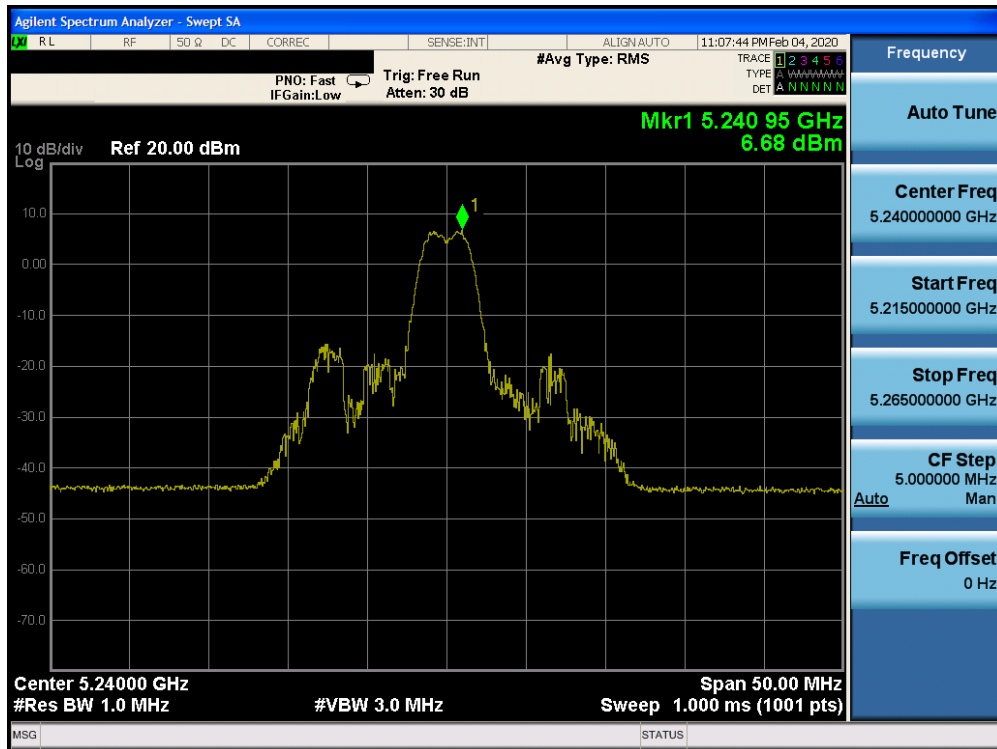 Agilent Spectrum Analyzer - Swept SA
LXI RL RF 50 Ω DC CORREC SENSE:INT ALIGN AUTO 11:07:44 PM Feb 04, 2020
PNO: Fast
IFGain:Low
Trig: Free Run
Atten: 30 dB
#Avg Type: RMS
TRACE 1 2 3 4 5 6
TYPE A WWWWW
DET A N N N N N
Mkr1 5.240 95 GHz
6.68 dBm
10 dB/div Ref 20.00 dBm
Log
1
10.0
0.00
-10.0
-20.0
-30.0
-40.0
-50.0
-60.0
-70.0
Center 5.24000 GHz Span 50.00 MHz
#Res BW 1.0 MHz #VBW 3.0 MHz Sweep 1.000 ms (1001 pts)
MSG STATUS
Frequency
Auto Tune
Center Freq
5.240000000 GHz
Start Freq
5.215000000 GHz
Stop Freq
5.265000000 GHz
CF Step
5.000000 MHz
Auto Man
Freq Offset
0 Hz